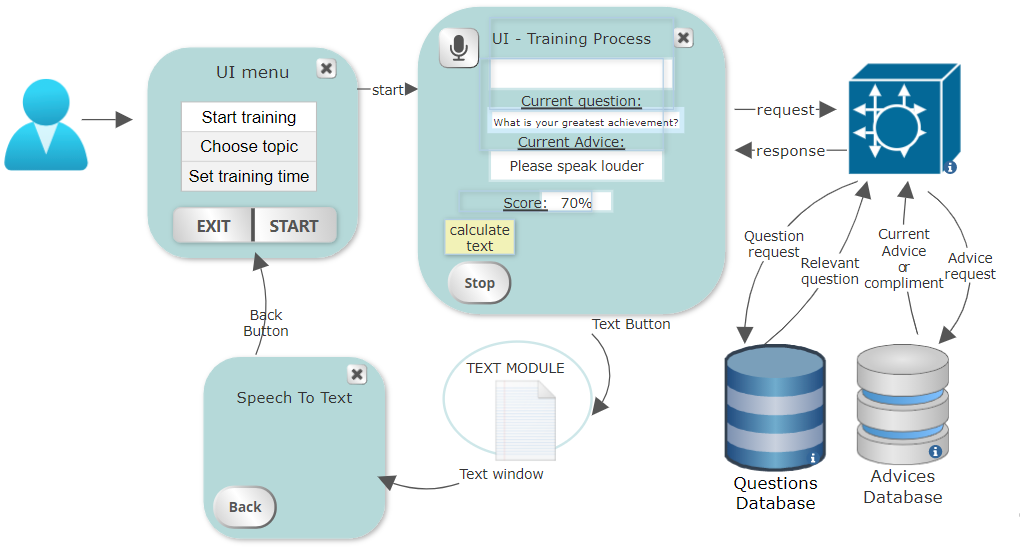 UI menu
Start training
Choose topic
Set training time
EXIT
START
start
UI - Training Process
Current question:
What is your greatest achievement?
Current Advice:
Please speak louder
Score: 70%
calculate
text
Stop
request
response
Question
request
Relevant
question
Current
Advice
or
compliment
Advice
request
Back
Button
Text Button
TEXT MODULE
Speech To Text
Text window
Back
Questions
Database
Advices
Database